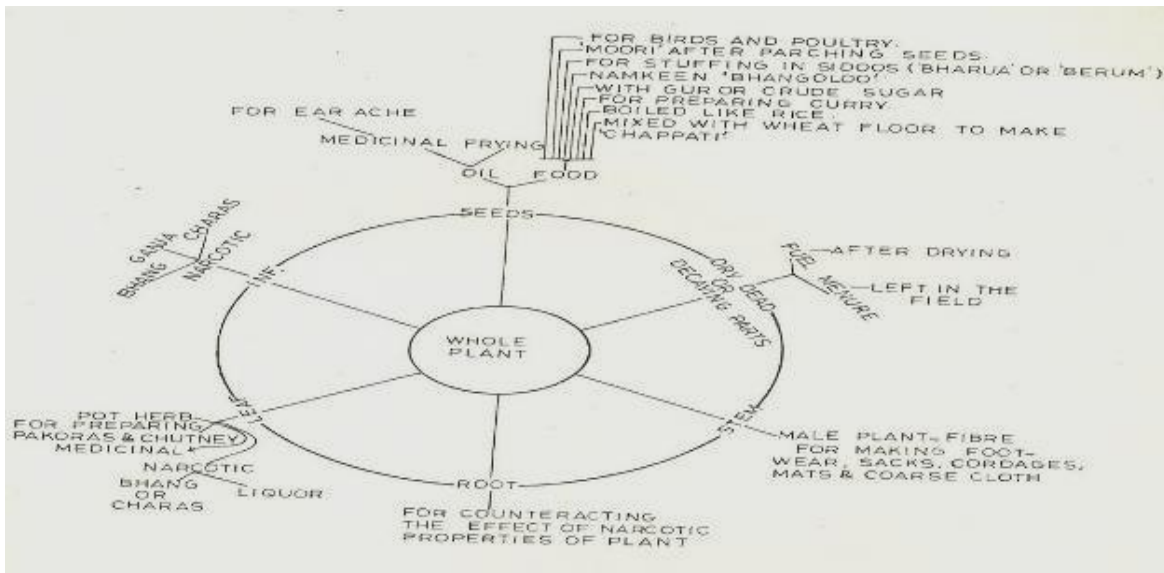 FOR BIRDS AND POULTRY.
'MOORI' AFTER PARCHING SEEDS.
FOR STUFFING IN SIDOOS ('BHARUA' OR 'BERUM')
NAMKEEN 'BHANGOLOO'
WITH GUR OR CRUDE SUGAR
FOR PREPARING CURRY
BOILED LIKE RICE.
MIXED WITH WHEAT FLOOR TO MAKE
'CHAPPATI'
FOR EAR ACHE
MEDICINAL FRYING
OIL FOOD
SEEDS
GANJA
CHARAS
BHANG
NARCOTIC
INF.
DRY DEAD
OR
DECAYING PARTS
FUEL
AFTER DRYING
MENURE
LEFT IN THE
FIELD
WHOLE
PLANT
LEAF
POT HERB
FOR PREPARING
PAKORAS & CHUTNEY
MEDICINAL
NARCOTIC
BHANG
OR
CHARAS
LIQUOR
STEM
MALE PLANT-FIBRE
FOR MAKING FOOT-
WEAR, SACKS, CORDAGES,
MATS & COARSE CLOTH
ROOT
FOR COUNTERACTING
THE EFFECT OF NARCOTIC
PROPERTIES OF PLANT